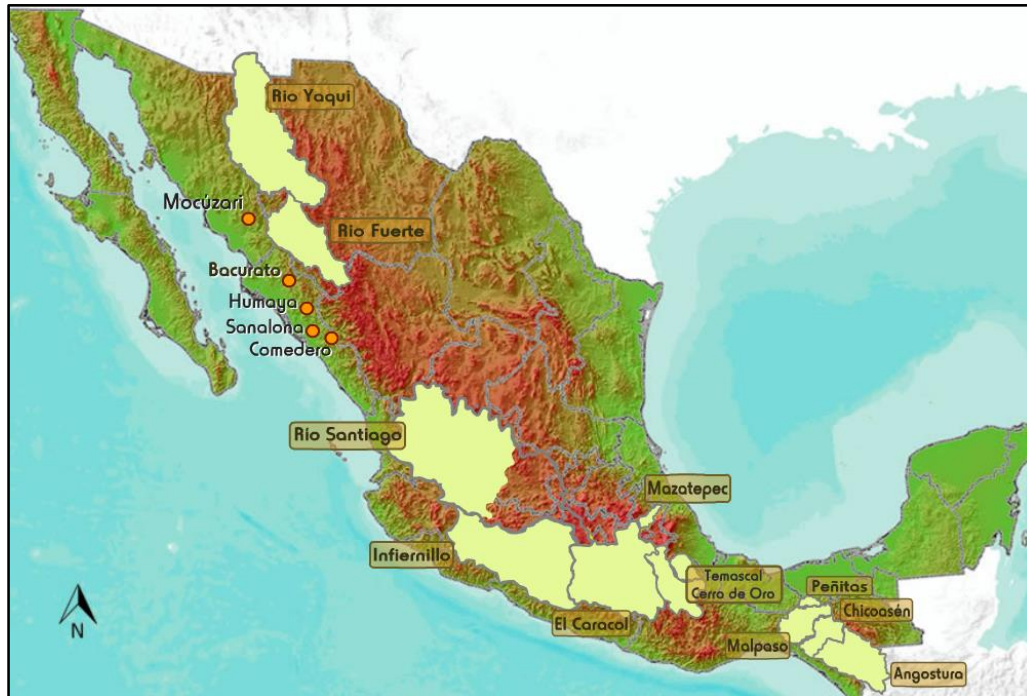 Rio Yaqui
Mocúzari
Rio Fuerte
Bacurato
Humaya
Sanalona
Comedero
Río Santiago
Mazatepec
Infiernillo
Temascal
Cerro de Oro
Peñitas
Chicoasén
El Caracol
Malpaso
Angostura
N